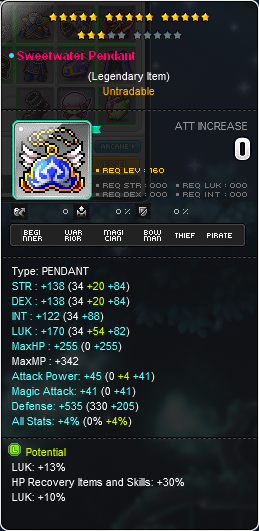 Sweetwater Pendant
(Legendary Item)
Untradable
ATT INCREASE
0
REQ LEV : 160
REQ STR : 000 REQ LUK : 000
REQ DEX : 000 REQ INT : 000
0 0 % 0 %
BEGINNER WARRIOR MAGICIAN BOWMAN THIEF PIRATE
Type: PENDANT
STR : +138 (34 +20 +84)
DEX : +138 (34 +20 +84)
INT : +122 (34 +88)
LUK : +170 (34 +54 +82)
MaxHP : +255 (0 +255)
MaxMP : +342
Attack Power: +45 (0 +4 +41)
Magic Attack: +41 (0 +41)
Defense: +535 (330 +205)
All Stats: +4% (0% +4%)
L Potential
LUK: +13%
HP Recovery Items and Skills: +30%
LUK: +10%